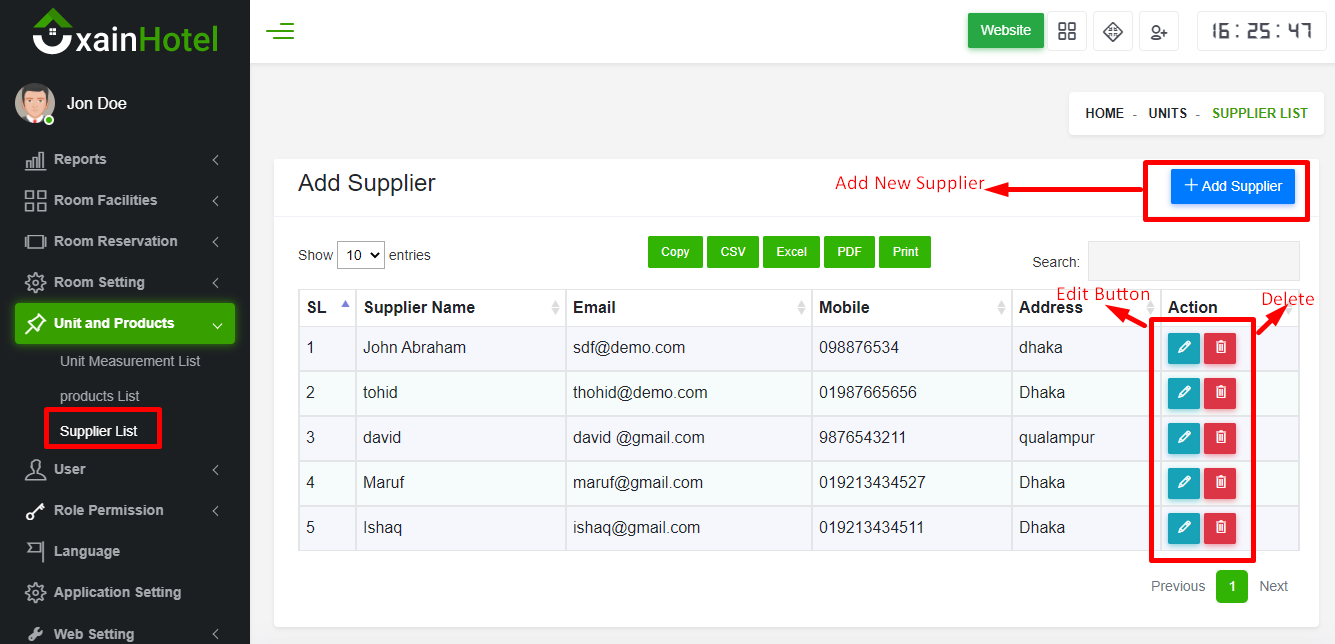 xainHotel
Website
16:25:47
Jon Doe
HOME - UNITS - SUPPLIER LIST
Reports
Room Facilities
Room Reservation
Room Setting
Unit and Products
Unit Measurement List
products List
Supplier List
User
Role Permission
Language
Application Setting
Web Setting
Add Supplier
Add New Supplier
+ Add Supplier
Show 10 entries
Copy CSV Excel PDF Print
Search:
Edit Button
Delete
SL Supplier Name Email Mobile Address Action
1 John Abraham sdf@demo.com 098876534 dhaka
2 tohid thohid@demo.com 01987665656 Dhaka
3 david david @gmail.com 9876543211 qualampur
4 Maruf maruf@gmail.com 019213434527 Dhaka
5 Ishaq ishaq@gmail.com 019213434511 Dhaka
Previous 1 Next